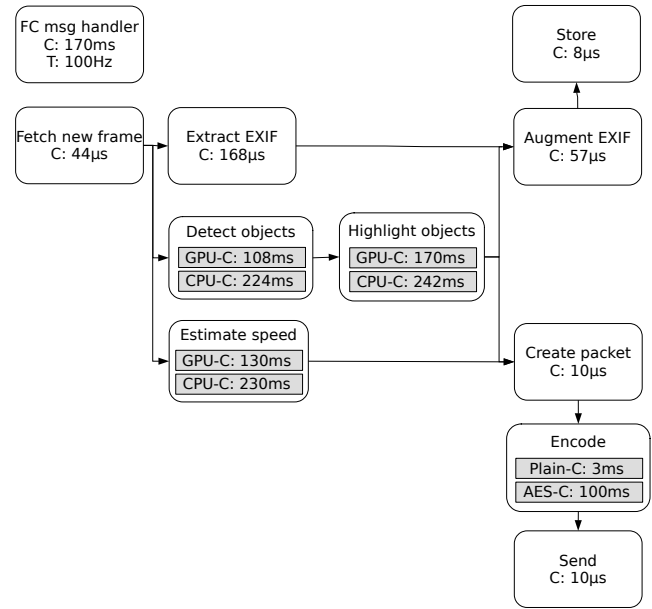 FC msg handler
C: 170ms
T: 100Hz
Store
C: 8µs
Fetch new frame
C: 44µs
Extract EXIF
C: 168µs
Augment EXIF
C: 57µs
Detect objects
GPU-C: 108ms
CPU-C: 224ms
Highlight objects
GPU-C: 170ms
CPU-C: 242ms
Estimate speed
GPU-C: 130ms
CPU-C: 230ms
Create packet
C: 10µs
Encode
Plain-C: 3ms
AES-C: 100ms
Send
C: 10µs